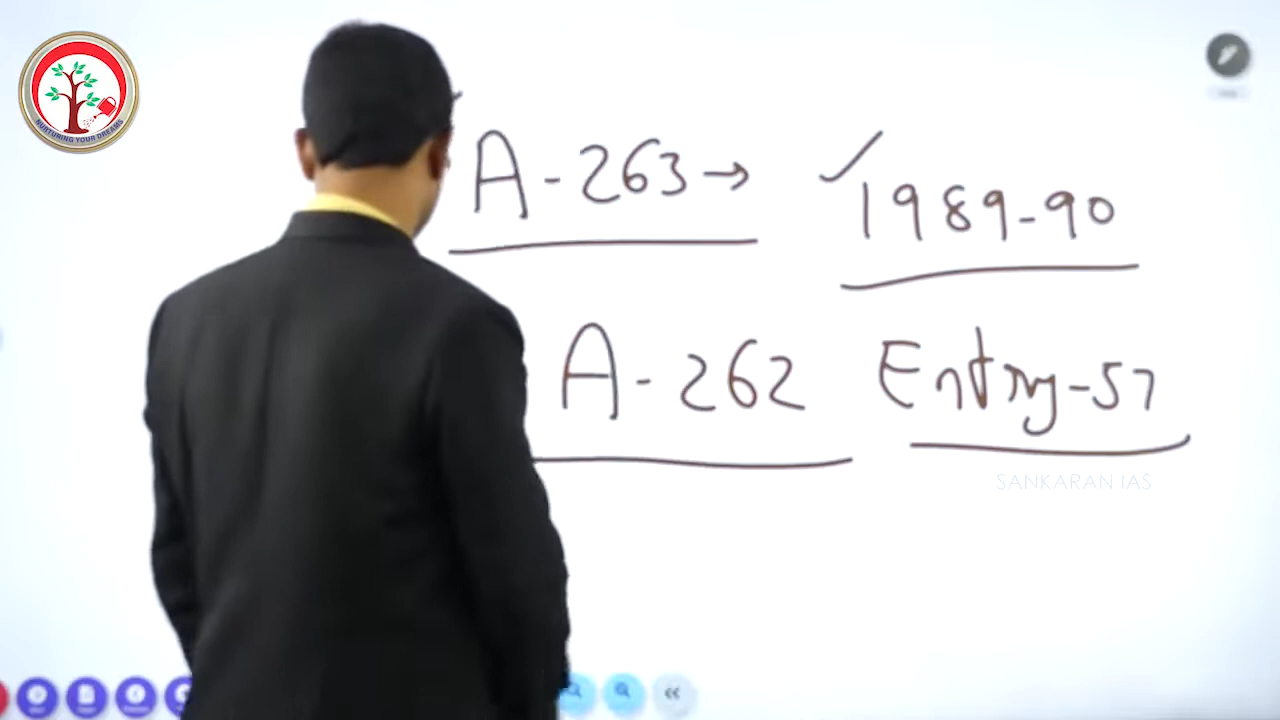 NURTURING YOUR DREAMS
A-263→ ✓1989-90
A-262 Entry-57
SANKARAN IAS